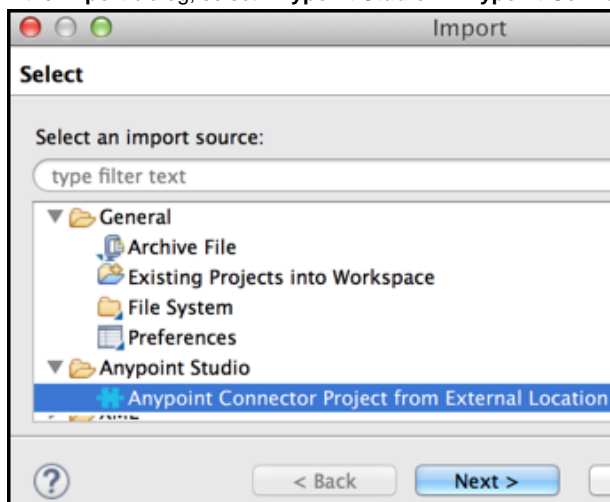 Import
Select
Select an import source:
type filter text
General
Archive File
Existing Projects into Workspace
File System
Preferences
Anypoint Studio
Anypoint Connector Project from External Location
?
< Back Next >